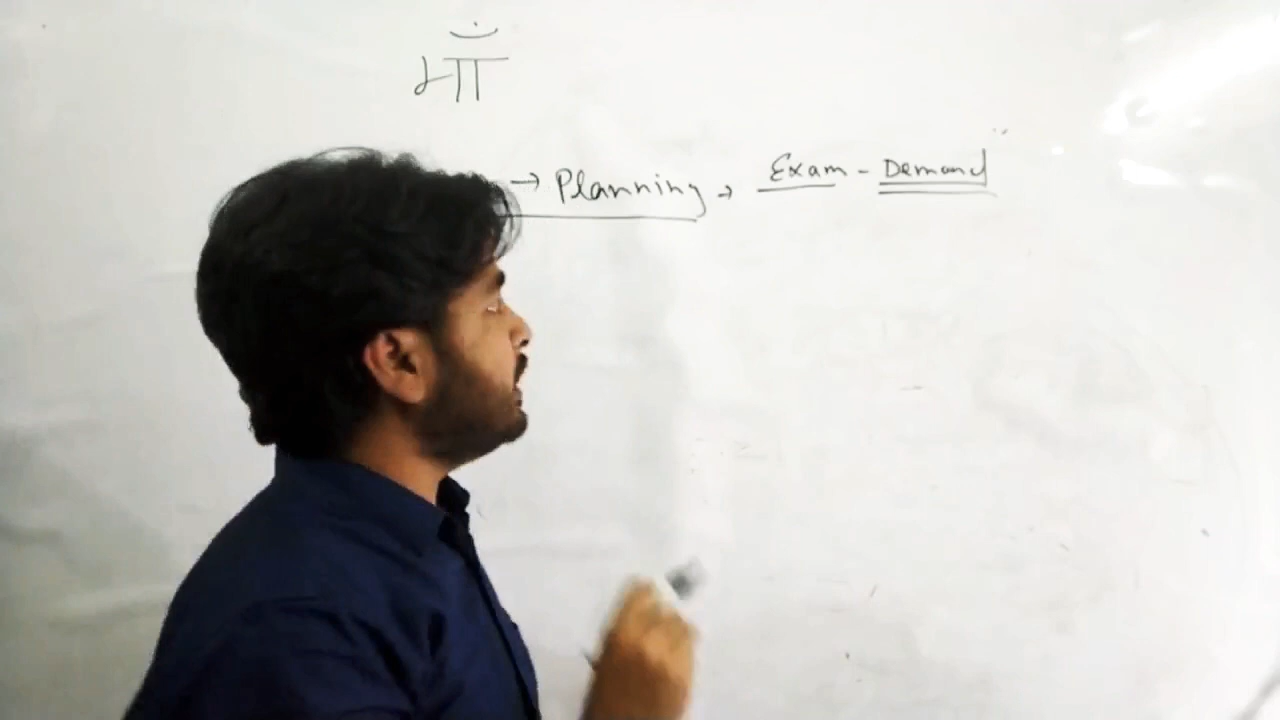 माँ
→ Planning → Exam - Demand